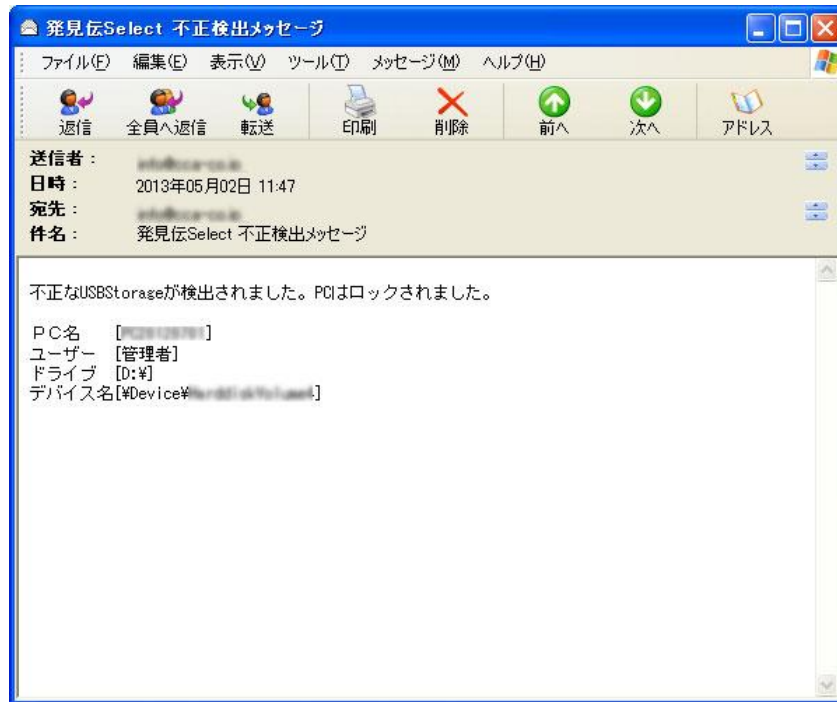 発見伝Select 不正検出メッセージ
ファイル(F) 編集(E) 表示(V) ツール(T) メッセージ(M) ヘルプ(H)
返信 全員へ返信 転送 印刷 削除 前へ 次へ アドレス
送信者：
日時： 2013年05月02日 11:47
宛先：
件名： 発見伝Select 不正検出メッセージ
不正なUSBStorageが検出されました。PCはロックされました。
ＰＣ名 [ ]
ユーザー [管理者]
ドライブ [D:¥]
デバイス名[¥Device¥ ]